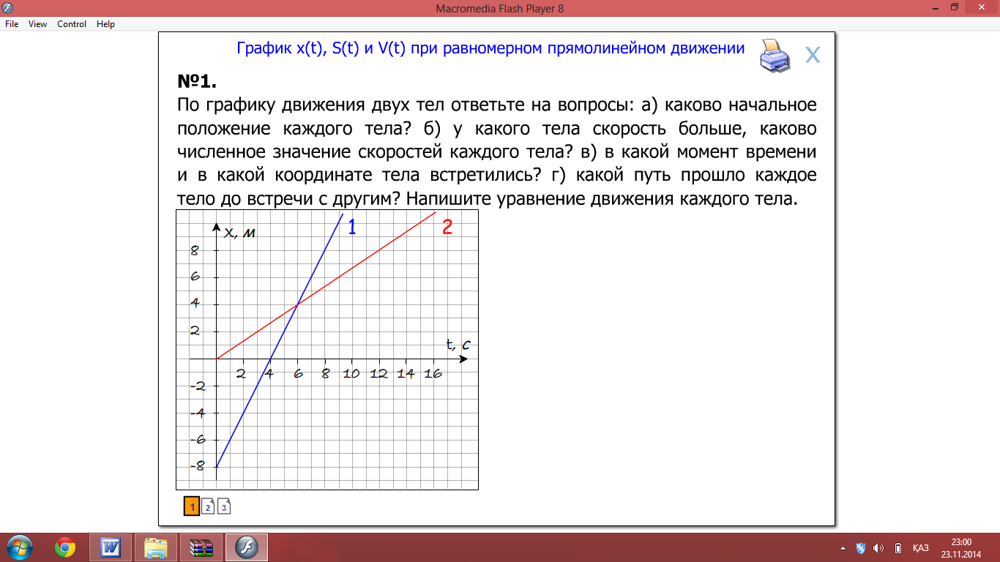 Macromedia Flash Player 8
File View Control Help
График x(t), S(t) и V(t) при равномерном прямолинейном движении
X
№1.
По графику движения двух тел ответьте на вопросы: а) каково начальное
положение каждого тела? б) у какого тела скорость больше, каково
численное значение скоростей каждого тела? в) в какой момент времени
и в какой координате тела встретились? г) какой путь прошло каждое
тело до встречи с другим? Напишите уравнение движения каждого тела.
x, м
1
2
8
6
4
2
t, с
2 4 6 8 10 12 14 16
-2
-4
-6
-8
1 2 3
ҚАЗ
23:00
23.11.2014